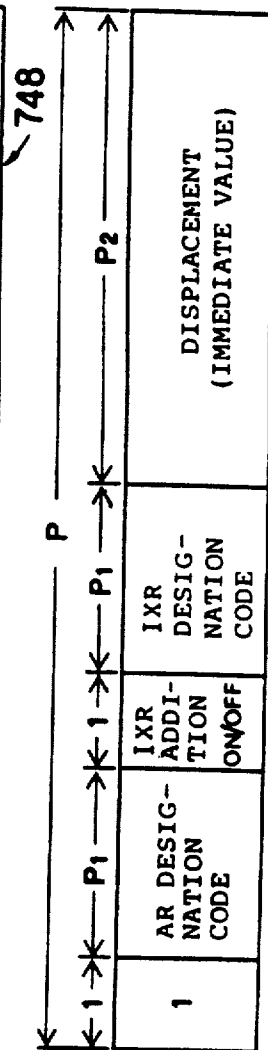 748
P
1
P1
1
P1
P2
1
AR DESIG-
NATION
CODE
IXR
ADDI-
TION
ON/OFF
IXR
DESIG-
NATION
CODE
DISPLACEMENT
(IMMEDIATE VALUE)